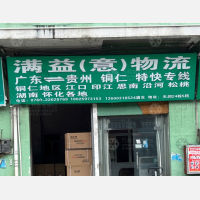 满益(意)物流
广东⇌贵州 铜仁 特快专线
铜仁地区 江口 印江 思南 沿河 松桃
湖南 怀化各地